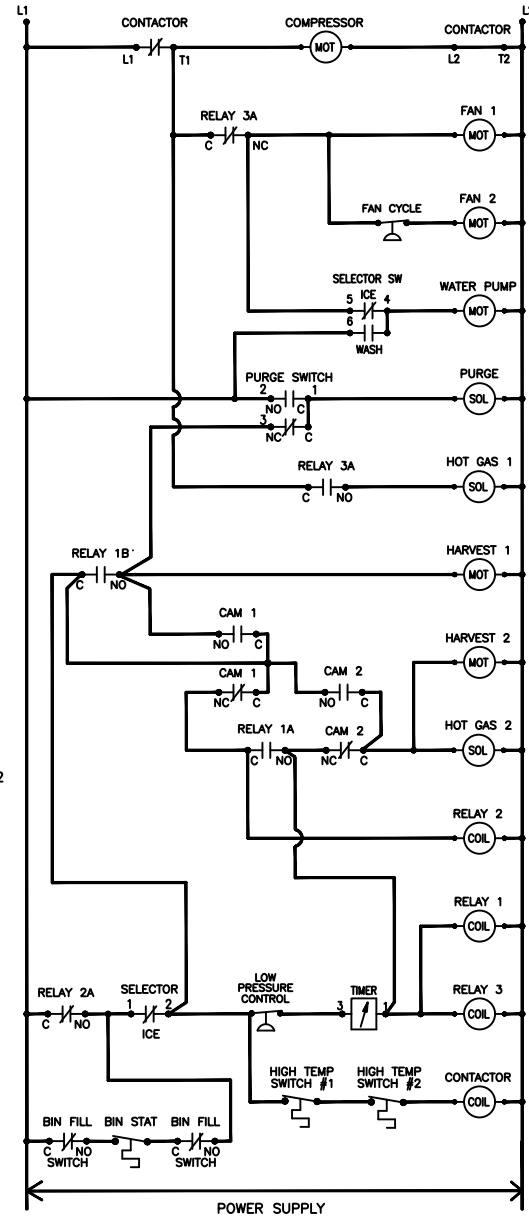 L1
L
CONTACTOR
COMPRESSOR
CONTACTOR
MOT
L1 T1 L2 T2
RELAY 3A
FAN 1
C NC MOT
FAN 2
FAN CYCLE
MOT
SELECTOR SW
WATER PUMP
5 ICE 4
MOT
6
WASH
PURGE SWITCH
PURGE
2 1
NO C SOL
3
NC C
HOT GAS 1
RELAY 3A
C NO SOL
RELAY 1B
HARVEST 1
C NO MOT
CAM 1
HARVEST 2
NO C
CAM 1 CAM 2
MOT
NC C NO C
RELAY 1A CAM 2
HOT GAS 2
C NO NC C SOL
2
RELAY 2
COIL
RELAY 1
COIL
LOW
PRESSURE
CONTROL
TIMER
RELAY 2A
SELECTOR
RELAY 3
1 2 3 1
C NO ICE COIL
HIGH TEMP
SWITCH #1
HIGH TEMP
SWITCH #2
CONTACTOR
COIL
BIN FILL BIN STAT BIN FILL
C NO C NO
SWITCH SWITCH
POWER SUPPLY